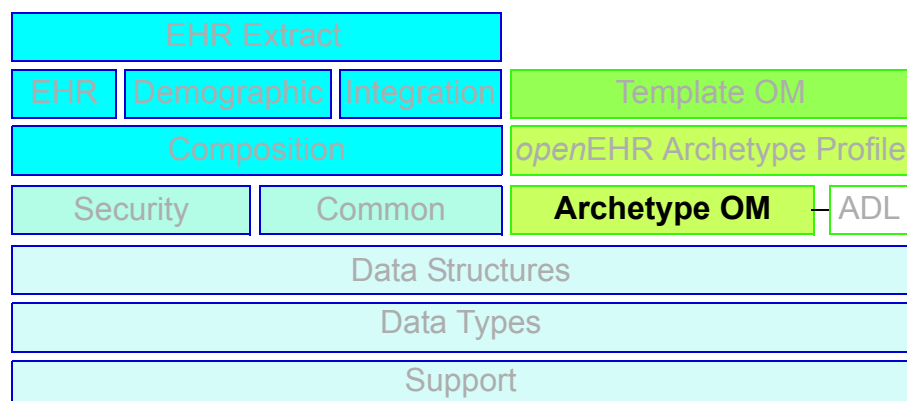 EHR Extract
EHR Demographic Integration Template OM
Composition openEHR Archetype Profile
Security Common Archetype OM ADL
Data Structures
Data Types
Support